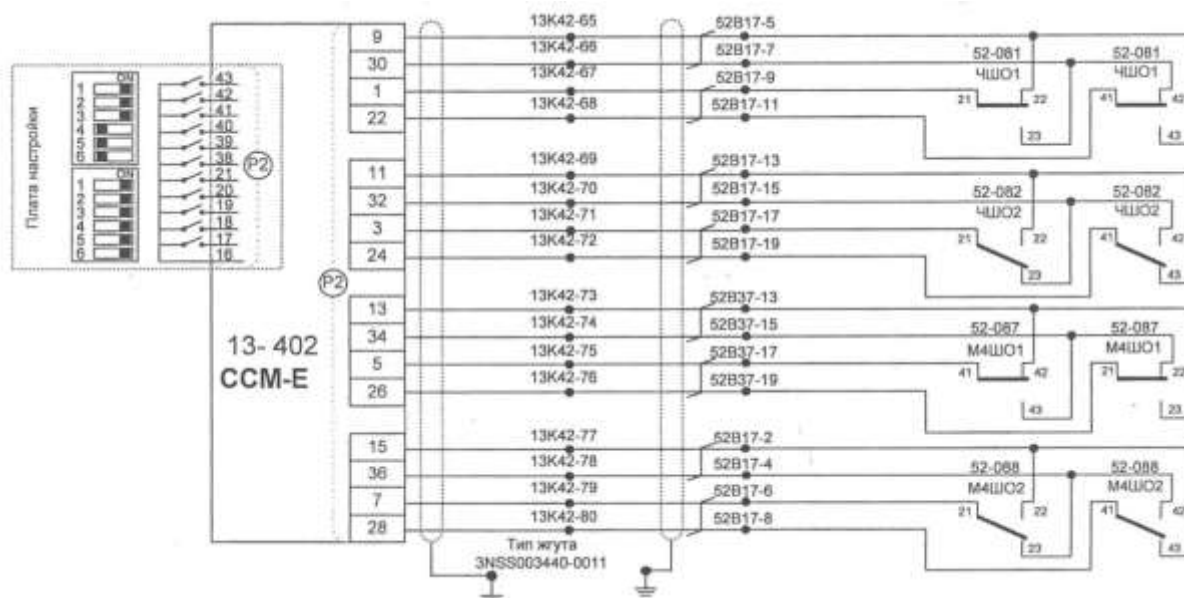 Плата настройки
ON
1
2
3
4
5
6
ON
1
2
3
4
5
6
43
42
41
40
39
38
21
20
19
18
17
16
P2
P2
13- 402
CCM-E
9
30
1
22
11
32
3
24
13
34
5
26
15
36
7
28
13K42-65
13K42-66
13K42-67
13K42-68
13K42-69
13K42-70
13K42-71
13K42-72
13K42-73
13K42-74
13K42-75
13K42-76
13K42-77
13K42-78
13K42-79
13K42-80
Тип жгута
3NSS003440-0011
52B17-5
52B17-7
52B17-9
52B17-11
52B17-13
52B17-15
52B17-17
52B17-19
52B37-13
52B37-15
52B37-17
52B37-19
52B17-2
52B17-4
52B17-6
52B17-8
52-081 52-081
ЧШО1 ЧШО1
21 22 41 42
23 43
52-082 52-082
ЧШО2 ЧШО2
21 22 41 42
23 43
52-087 52-087
М4ШО1 М4ШО1
41 42 21 22
43 23
52-088 52-088
М4ШО2 М4ШО2
21 22 41 42
23 43